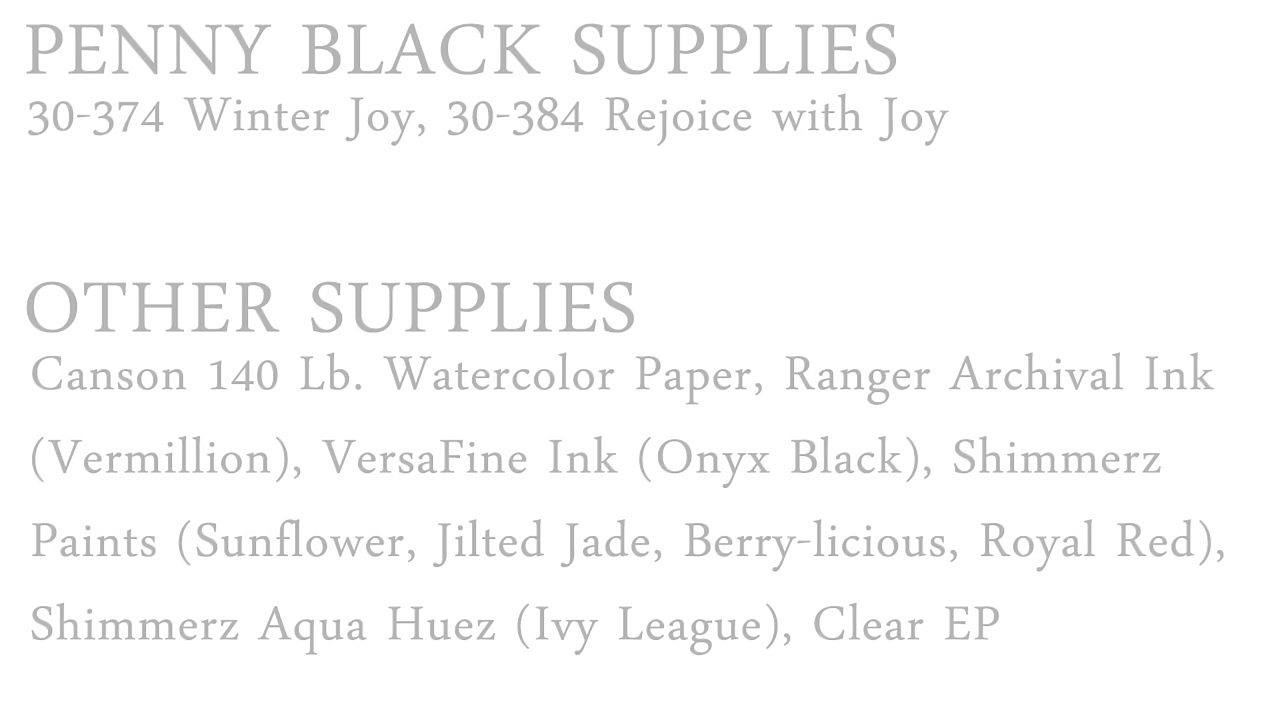 PENNY BLACK SUPPLIES
30-374 Winter Joy, 30-384 Rejoice with Joy
OTHER SUPPLIES
Canson 140 Lb. Watercolor Paper, Ranger Archival Ink
(Vermillion), VersaFine Ink (Onyx Black), Shimmerz
Paints (Sunflower, Jilted Jade, Berry-licious, Royal Red),
Shimmerz Aqua Huez (Ivy League), Clear EP